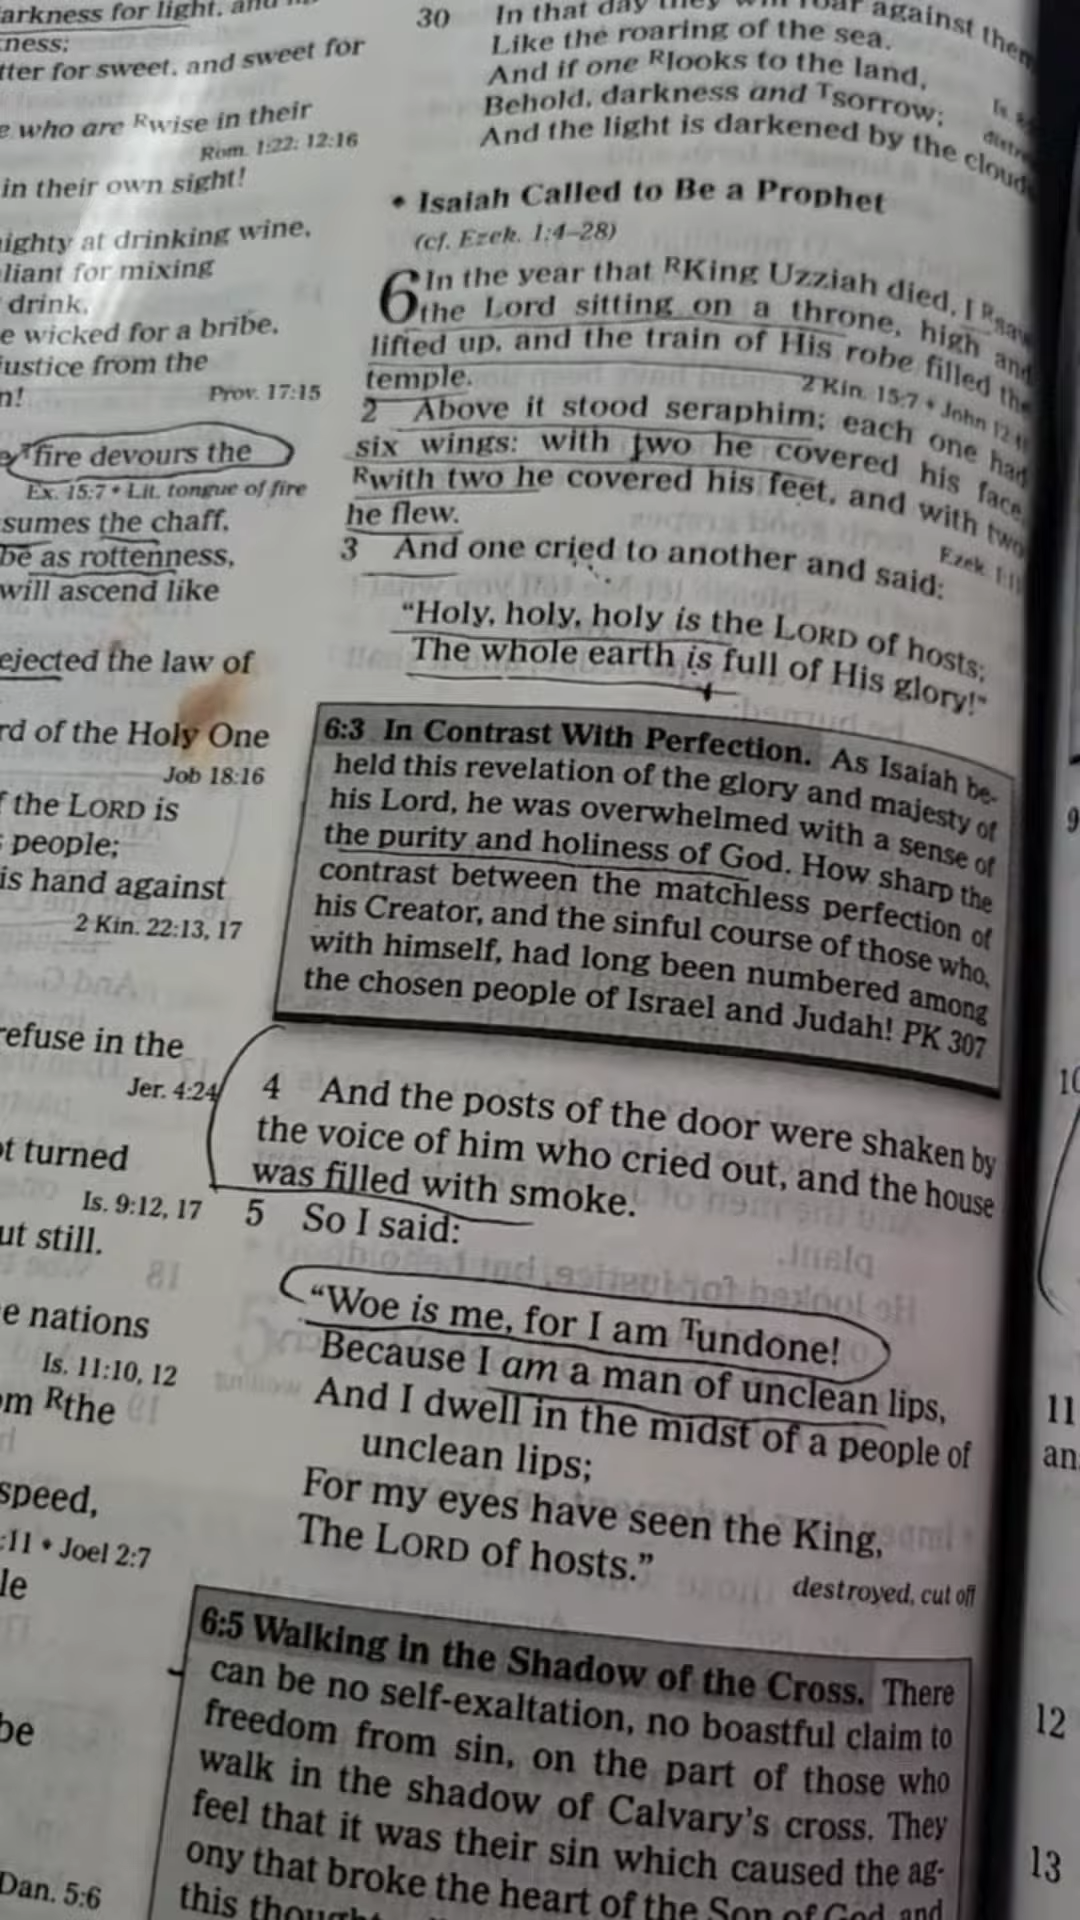 arkness for light, and
ness;
tter for sweet, and sweet for
e who are Rwise in their
Rom. 1:22; 12:16
in their own sight!
ighty at drinking wine,
liant for mixing
drink,
e wicked for a bribe,
justice from the
n!
Prov. 17:15
e Tfire devours the
Ex. 15:7 • Lit. tongue of fire
sumes the chaff,
be as rottenness,
will ascend like
ejected the law of
rd of the Holy One
Job 18:16
f the LORD is
s people;
is hand against
2 Kin. 22:13, 17
refuse in the
Jer. 4:24
ot turned
Is. 9:12, 17
ut still.
e nations
Is. 11:10, 12
om Rthe
speed,
:11 • Joel 2:7
le
be
Dan. 5:6
30 In that day they will roar against them
Like the roaring of the sea.
And if one Rlooks to the land,
Behold, darkness and Tsorrow;
And the light is darkened by the clouds
• Isaiah Called to Be a Prophet
(cf. Ezek. 1:4–28)
6 In the year that RKing Uzziah died, I Rsaw
the Lord sitting on a throne, high and
lifted up, and the train of His robe filled the
temple.
2 Kin. 15:7 • John 12:41
2 Above it stood seraphim; each one had
six wings: with two he covered his face,
Rwith two he covered his feet, and with two
he flew.
Ezek. 1:11
3 And one cried to another and said:
“Holy, holy, holy is the LORD of hosts;
The whole earth is full of His glory!”
6:3 In Contrast With Perfection. As Isaiah be-
held this revelation of the glory and majesty of
his Lord, he was overwhelmed with a sense of
the purity and holiness of God. How sharp the
contrast between the matchless perfection of
his Creator, and the sinful course of those who,
with himself, had long been numbered among
the chosen people of Israel and Judah! PK 307
4 And the posts of the door were shaken by
the voice of him who cried out, and the house
was filled with smoke.
5 So I said:
“Woe is me, for I am Tundone!
Because I am a man of unclean lips,
And I dwell in the midst of a people of
unclean lips;
For my eyes have seen the King,
The LORD of hosts.”
destroyed, cut off
6:5 Walking in the Shadow of the Cross. There
can be no self-exaltation, no boastful claim to
freedom from sin, on the part of those who
walk in the shadow of Calvary's cross. They
feel that it was their sin which caused the ag-
ony that broke the heart of the Son of God, and
this thought
9
10
11
an
12
13